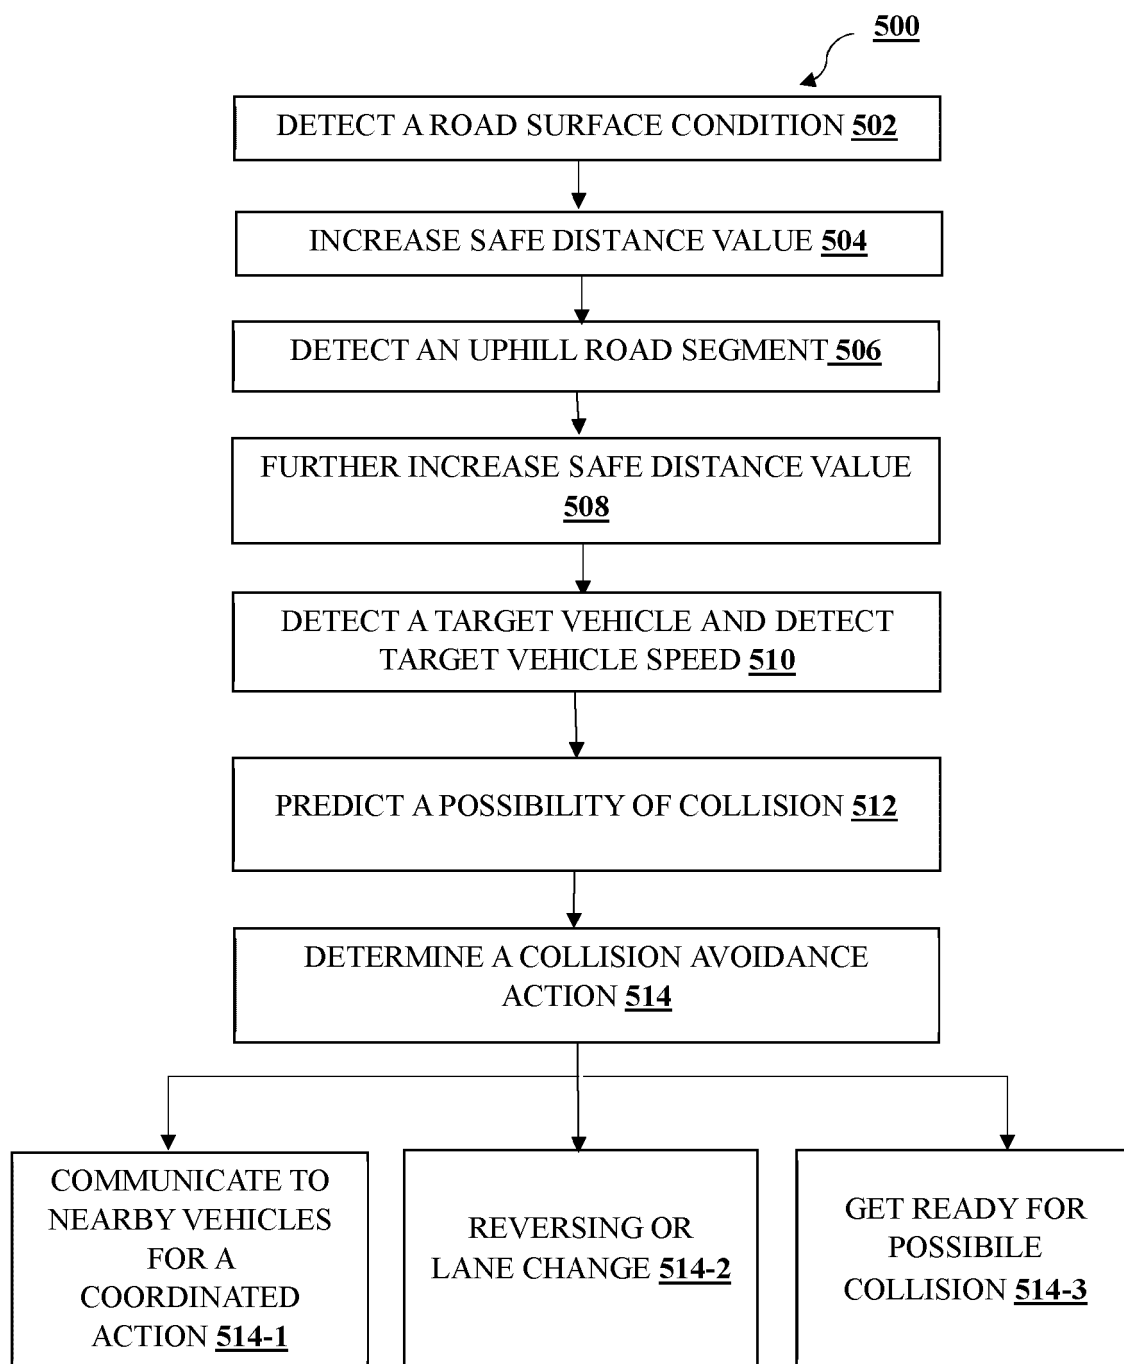 500
DETECT A ROAD SURFACE CONDITION 502
INCREASE SAFE DISTANCE VALUE 504
DETECT AN UPHILL ROAD SEGMENT 506
FURTHER INCREASE SAFE DISTANCE VALUE
508
DETECT A TARGET VEHICLE AND DETECT
TARGET VEHICLE SPEED 510
PREDICT A POSSIBILITY OF COLLISION 512
DETERMINE A COLLISION AVOIDANCE
ACTION 514
COMMUNICATE TO
NEARBY VEHICLES
FOR A
COORDINATED
ACTION 514-1
REVERSING OR
LANE CHANGE 514-2
GET READY FOR
POSSIBILE
COLLISION 514-3